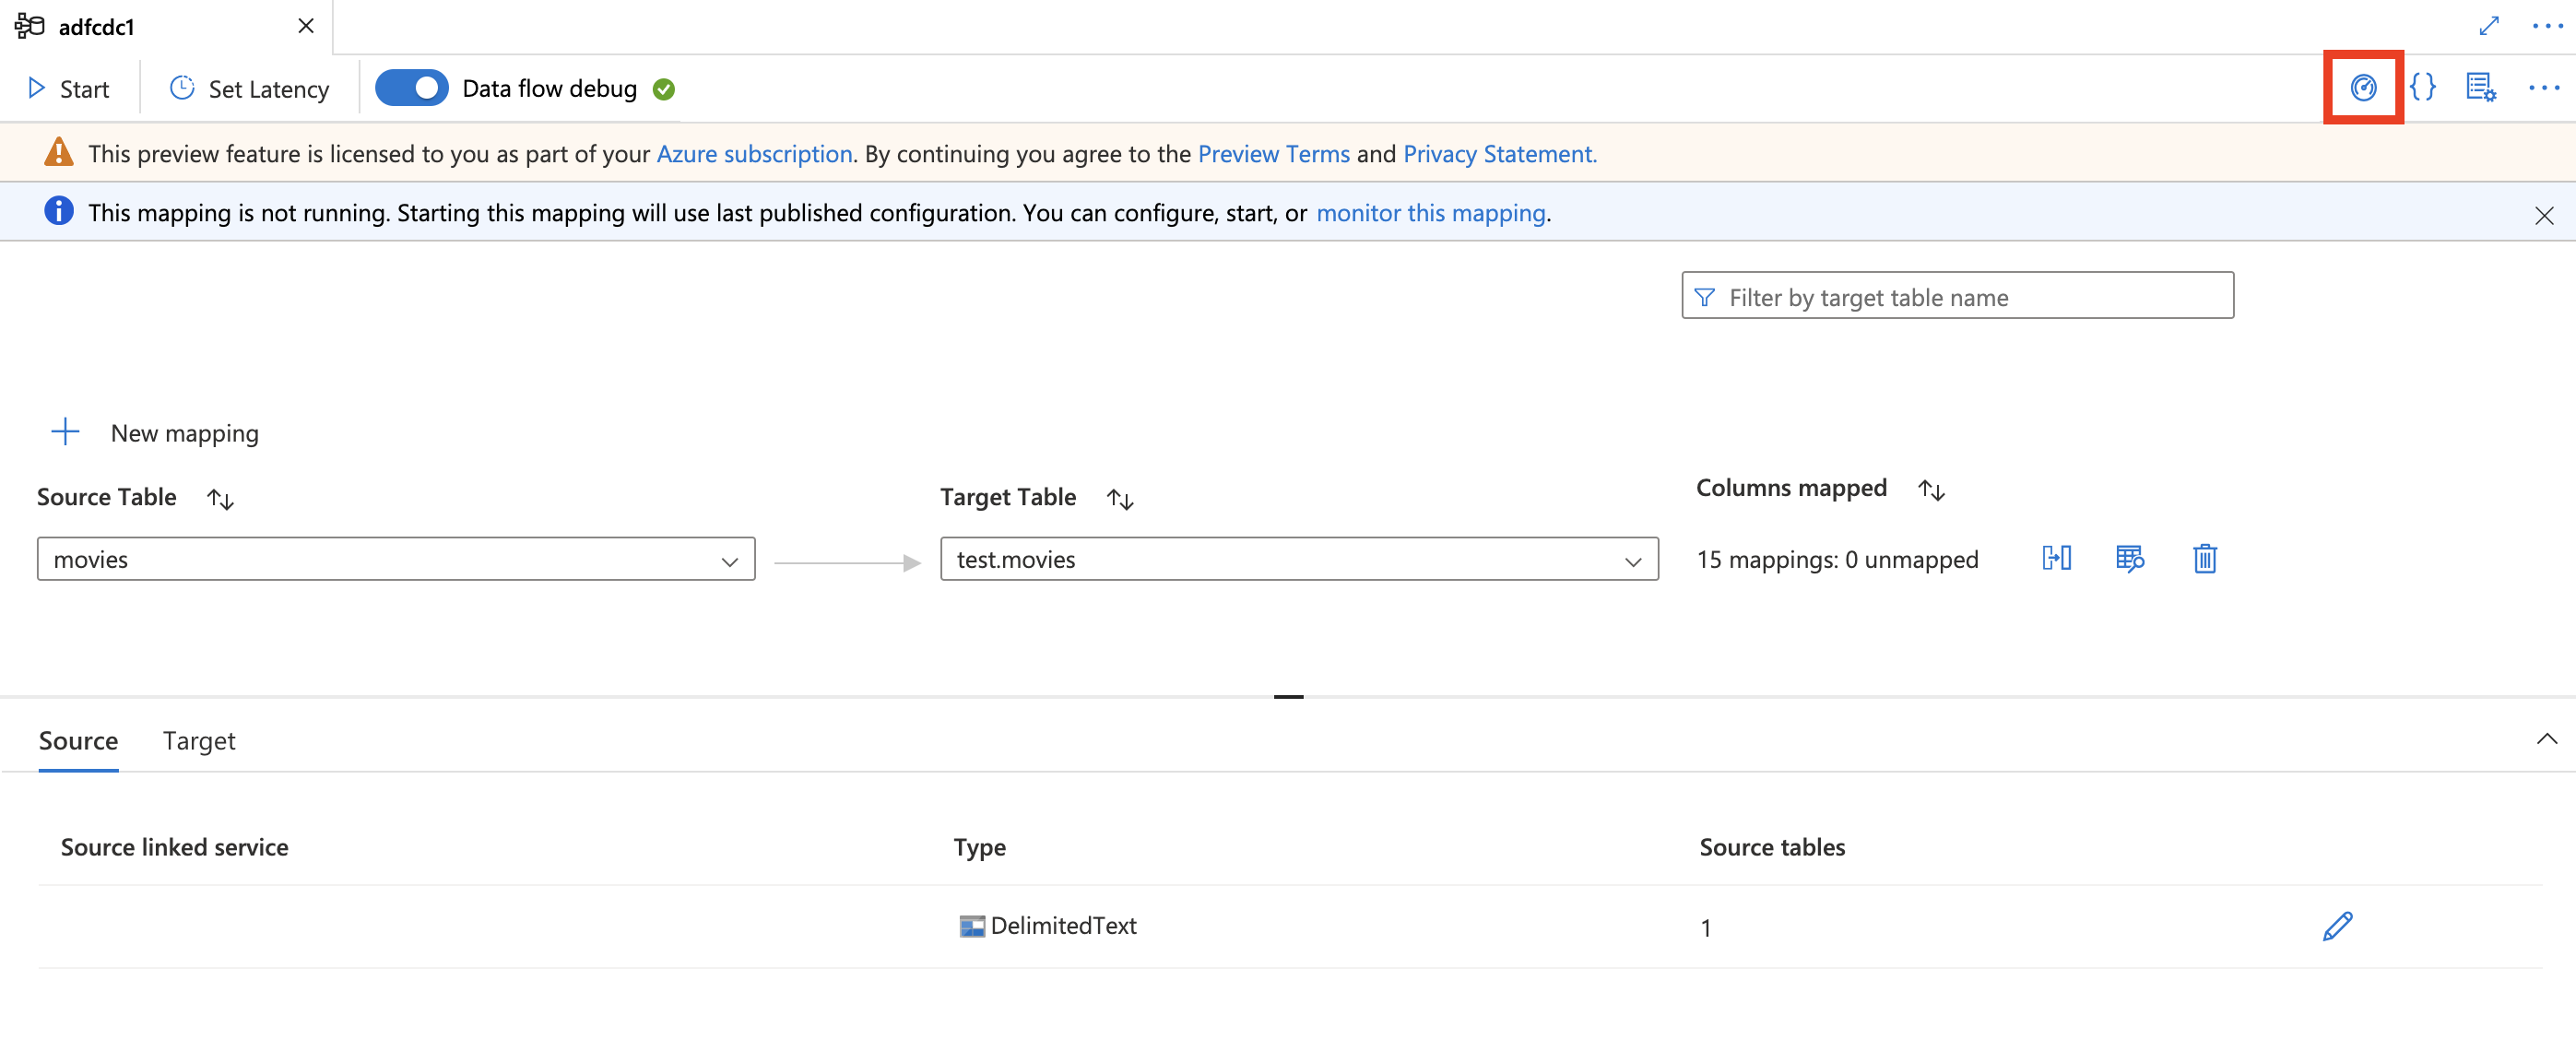 adfcdc1
Start
Set Latency
Data flow debug
{}
This preview feature is licensed to you as part of your Azure subscription. By continuing you agree to the Preview Terms and Privacy Statement.
This mapping is not running. Starting this mapping will use last published configuration. You can configure, start, or monitor this mapping.
Filter by target table name
New mapping
Source Table
Target Table
Columns mapped
movies
test.movies
15 mappings: 0 unmapped
Source
Target
Source linked service
Type
Source tables
DelimitedText
1